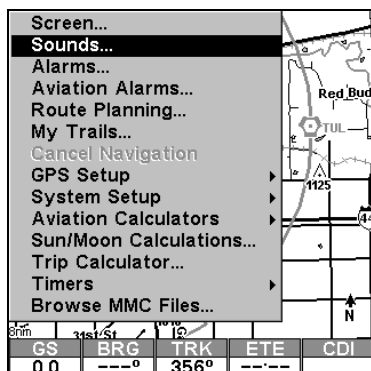 Screen...
Sounds...
Alarms...
Aviation Alarms...
Route Planning...
My Trails...
Cancel Navigation
GPS Setup
System Setup
Aviation Calculators
Sun/Moon Calculations...
Trip Calculator...
Timers
Browse MMC Files...
Red Bud
TUL
1125
44
N
8nm
31st St
GS BRG TRK ETE CDI
0.0 ---º 356º --:--